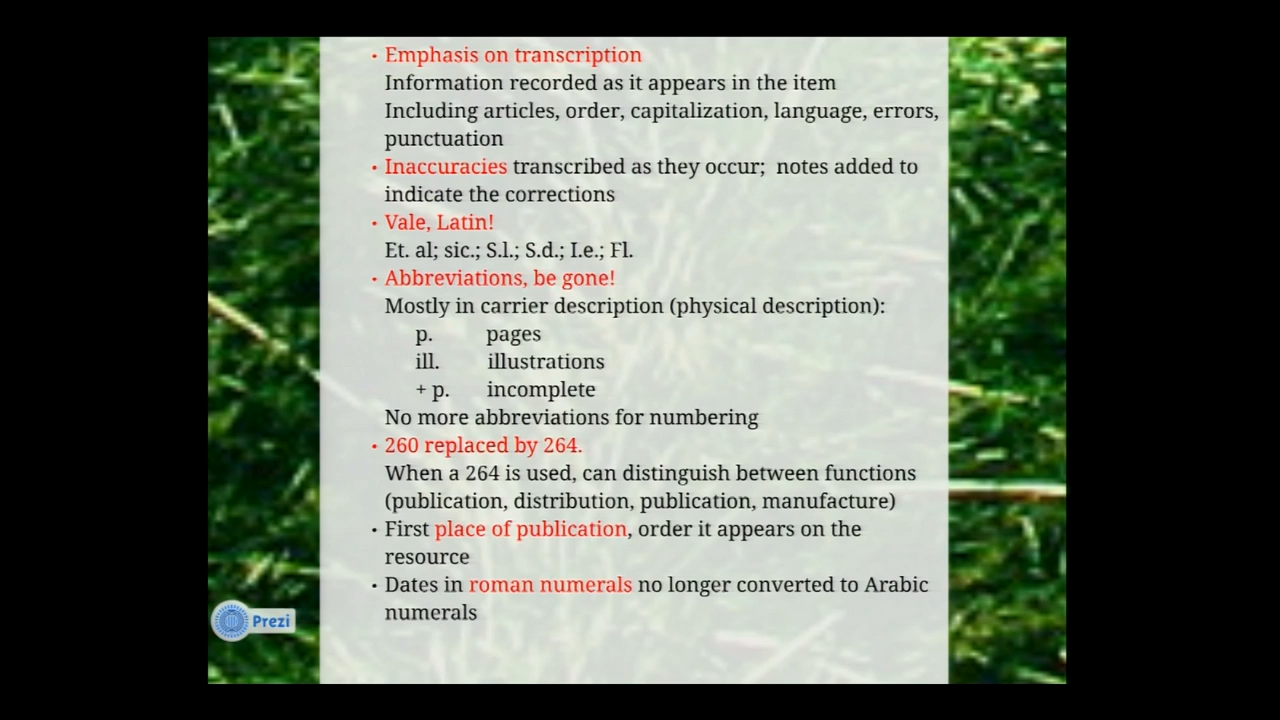 · Emphasis on transcription
Information recorded as it appears in the item
Including articles, order, capitalization, language, errors,
punctuation
· Inaccuracies transcribed as they occur;  notes added to
indicate the corrections
· Vale, Latin!
Et. al; sic.; S.l.; S.d.; I.e.; Fl.
· Abbreviations, be gone!
Mostly in carrier description (physical description):
p. pages
ill. illustrations
+ p. incomplete
No more abbreviations for numbering
· 260 replaced by 264.
When a 264 is used, can distinguish between functions
(publication, distribution, publication, manufacture)
· First place of publication, order it appears on the
resource
· Dates in roman numerals no longer converted to Arabic
numerals
Prezi